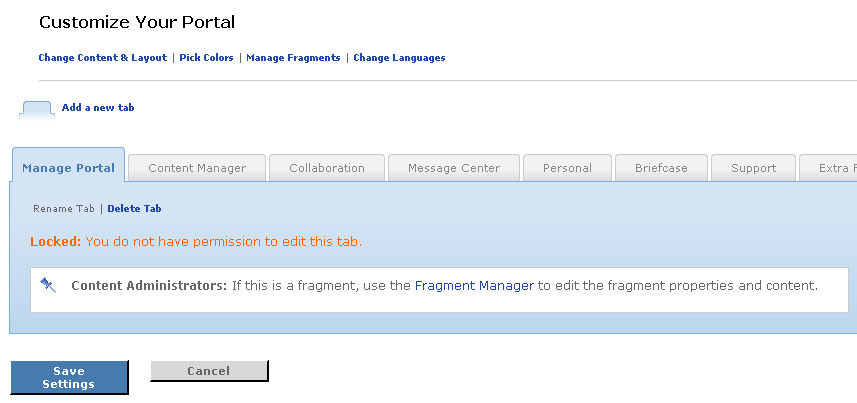 Customize Your Portal
Change Content & Layout | Pick Colors | Manage Fragments | Change Languages
Add a new tab
Manage Portal Content Manager Collaboration Message Center Personal Briefcase Support Extra F
Rename Tab | Delete Tab
Locked: You do not have permission to edit this tab.
Content Administrators: If this is a fragment, use the Fragment Manager to edit the fragment properties and content.
Save
Settings
Cancel